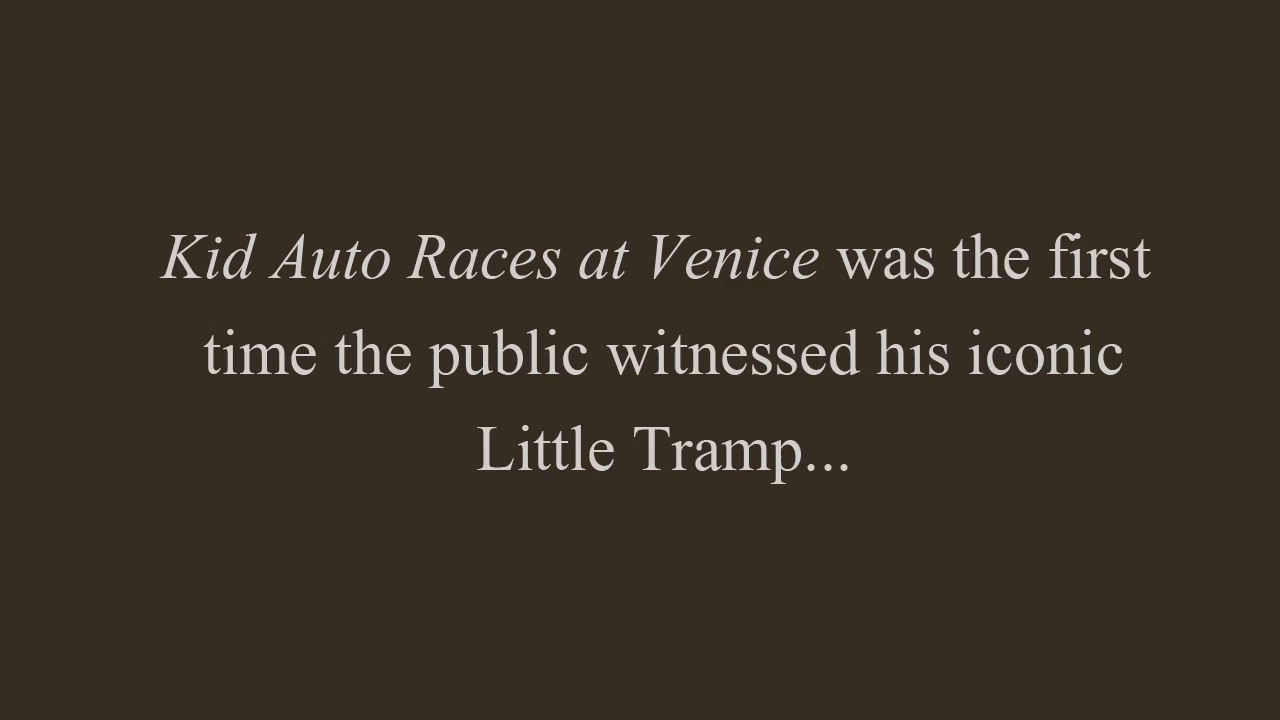 Kid Auto Races at Venice was the first
time the public witnessed his iconic
Little Tramp...